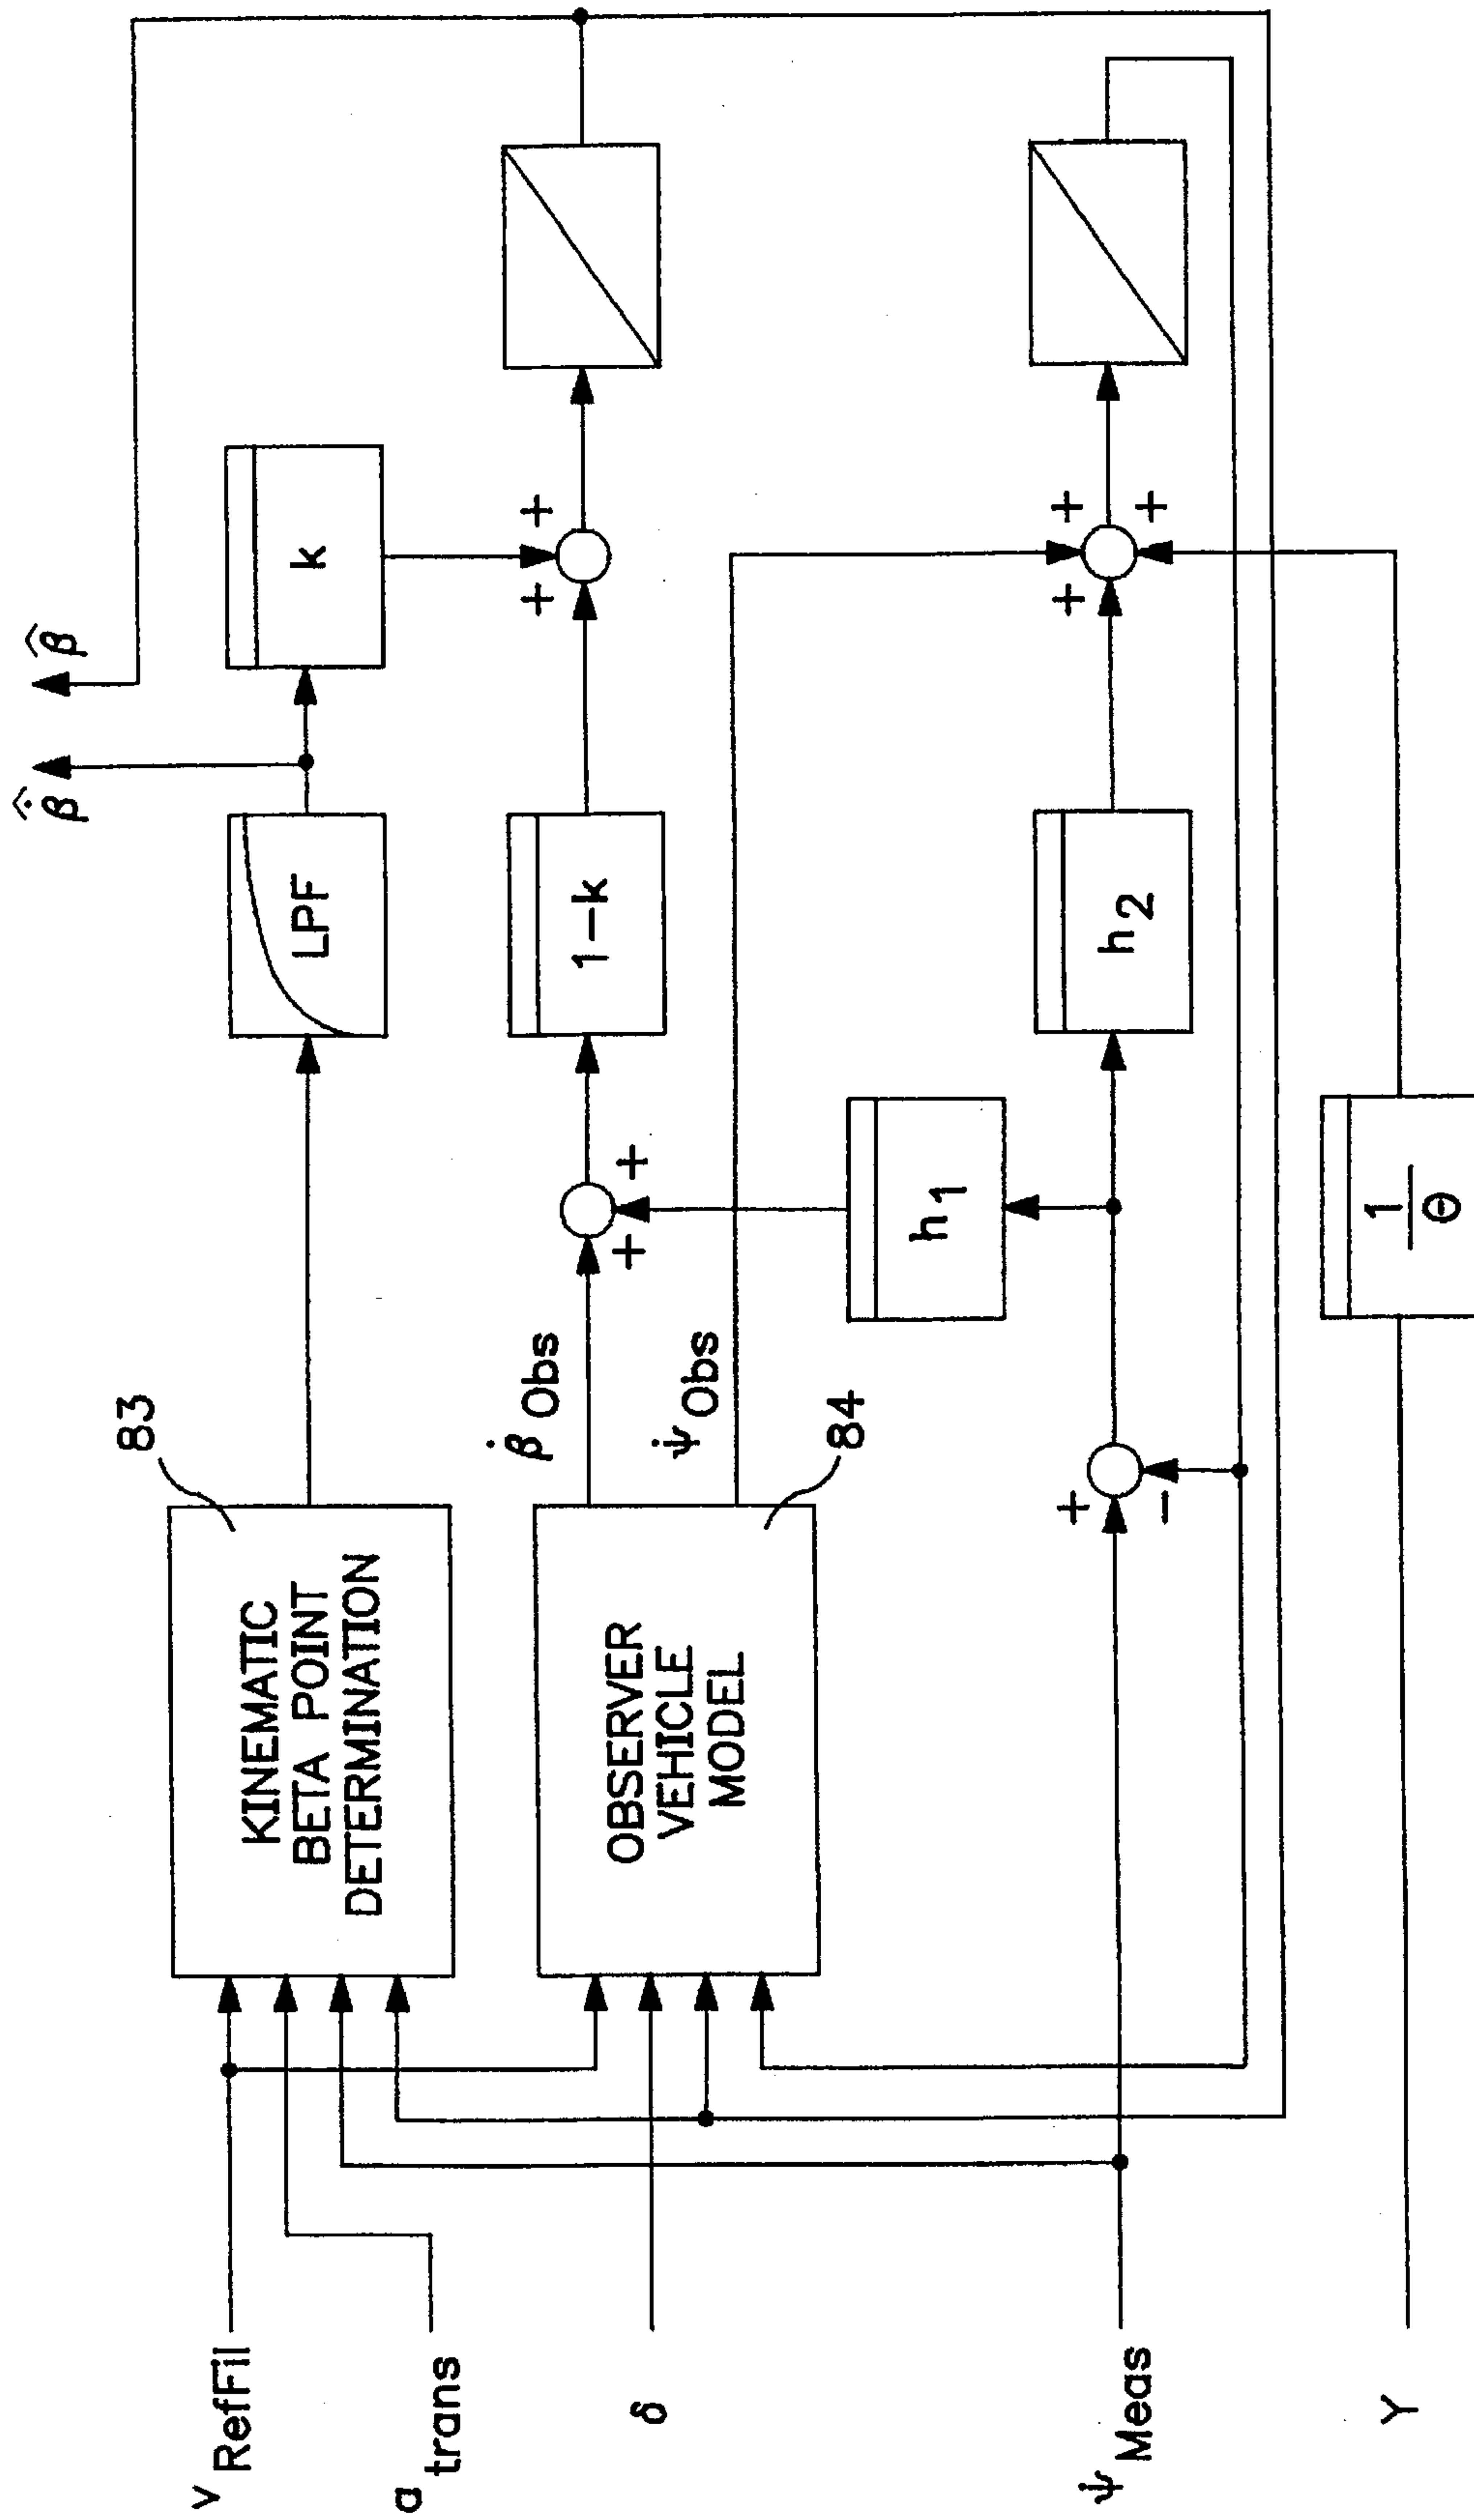 v RefFil
a trans
δ
ψ̇ Meas
Y
83
KINEMATIC
BETA POINT
DETERMINATION
84
OBSERVER
VEHICLE
MODEL
β̇ Obs
ψ̇ Obs
+
-
+
+
h1
1
θ
LPF
1-k
h2
β̂̇
β̂
k
+
+
+
+
+